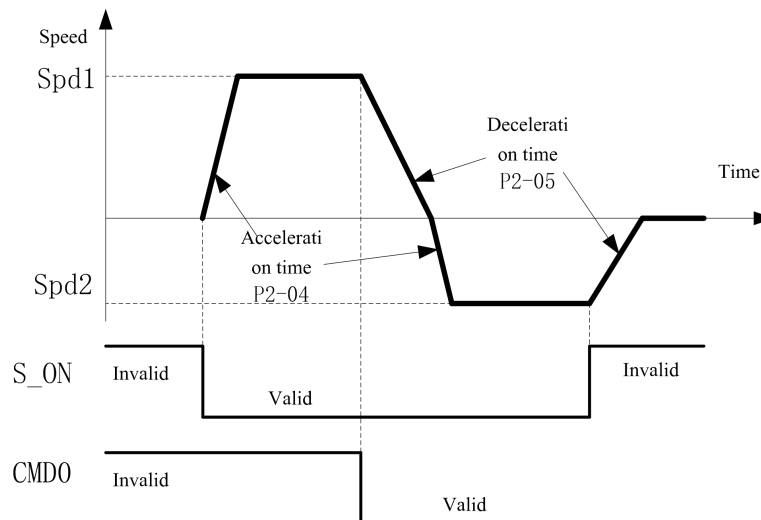 Speed
Spd1
Decelerati
on time
P2-05
Time
Accelerati
on time
P2-04
Spd2
S_ON
Invalid
Valid
Invalid
CMD0
Invalid
Valid